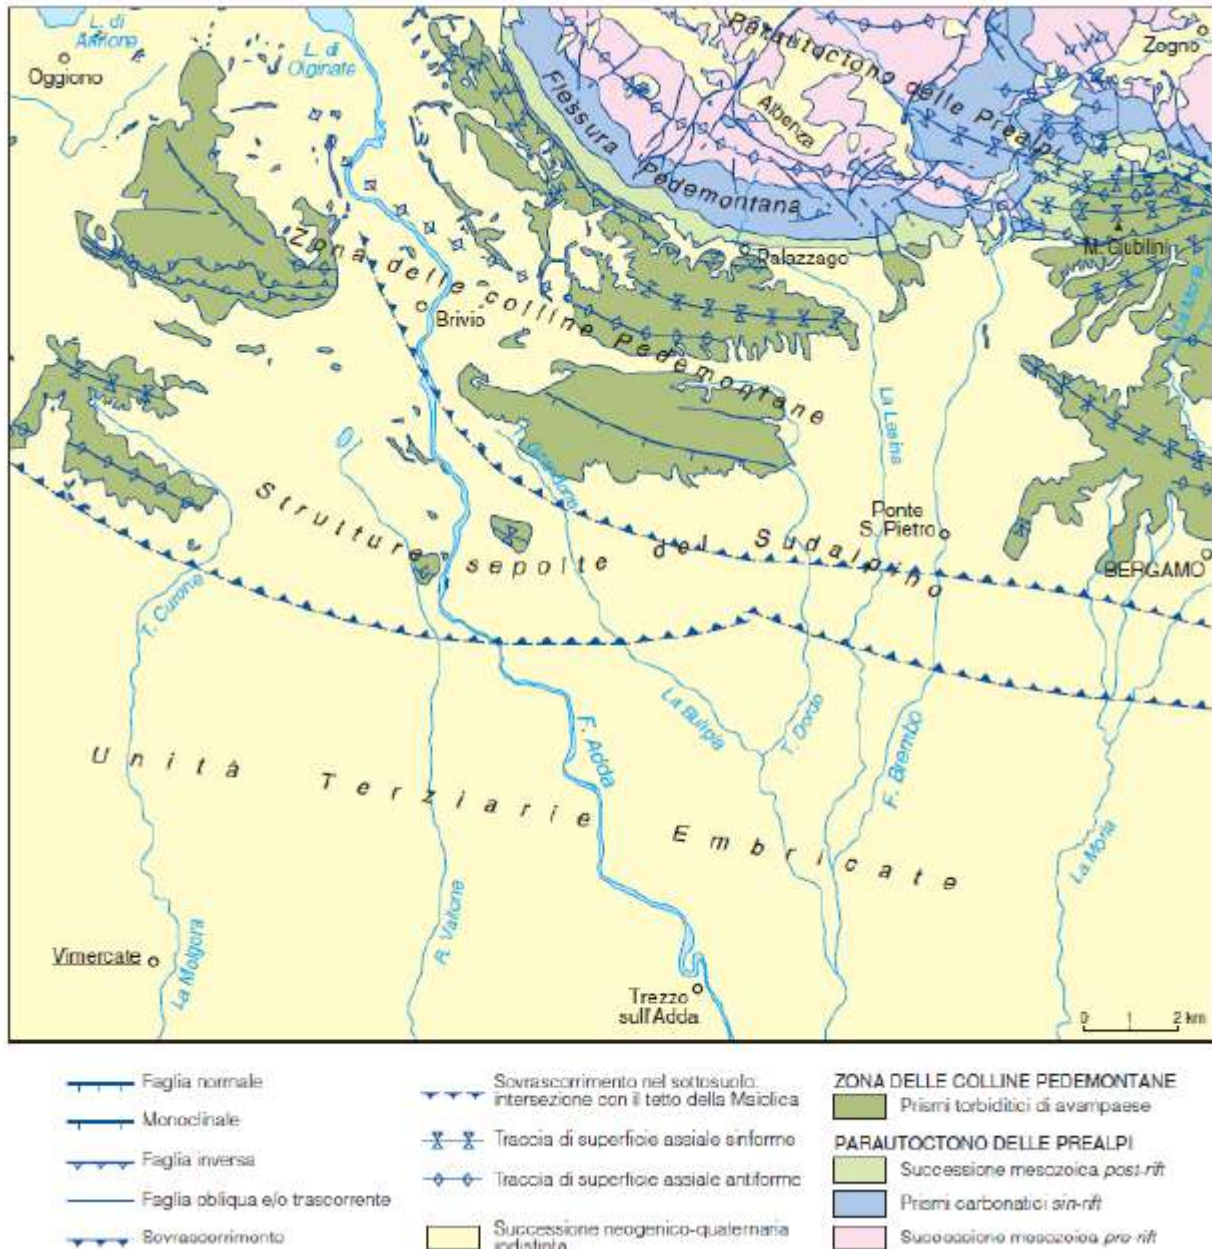 L. di
Annone
Oggiono
L. di
Olginate
Parautoctono delle Prealpi
Zogno
Flessura Pedemontana
Albenza
Palazzago
M. Giubilini
La Morla
Zona delle colline Pedemontane
Brivio
La Lesina
Ponte
S. Pietro
BERGAMO
Strutture sepolte del Sudalpino
T. Curone
La Buligia
T. Dordo
F. Brembo
F. Adda
La Morla
Unità Terziarie Embricate
R. Vallone
Vimercate
La Molgora
Trezzo
sull'Adda
0 1 2 km
Faglia normale
Monoclinale
Faglia inversa
Faglia obliqua e/o trascorrente
Sovrascorrimento
Sovrascorrimento nel sottosuolo:
intersezione con il tetto della Maiolica
Traccia di superficie assiale sinforme
Traccia di superficie assiale antiforme
Successione neogenico-quaternaria
indistinta
ZONA DELLE COLLINE PEDEMONTANE
Prismi torbiditici di avampaese
PARAUTOCTONO DELLE PREALPI
Successione mesozoica post-rift
Prismi carbonatici sin-rift
Successione mesozoica pre-rift